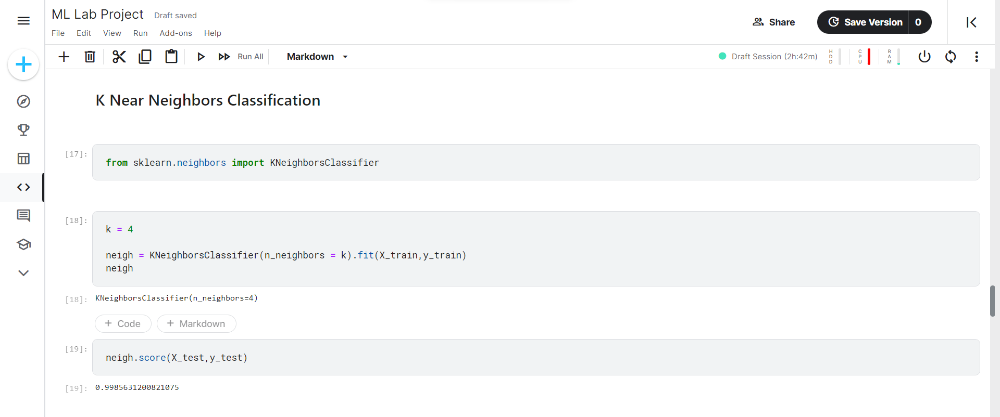 ML Lab Project Draft saved
File Edit View Run Add-ons Help
Share
Save Version 0
Run All
Markdown
Draft Session (2h:42m)
HDD
CPU
RAM
K Near Neighbors Classification
[17]:
from sklearn.neighbors import KNeighborsClassifier
[18]:
k = 4
neigh = KNeighborsClassifier(n_neighbors = k).fit(X_train,y_train)
neigh
[18]: KNeighborsClassifier(n_neighbors=4)
+ Code + Markdown
[19]:
neigh.score(X_test,y_test)
[19]: 0.9985631200821075